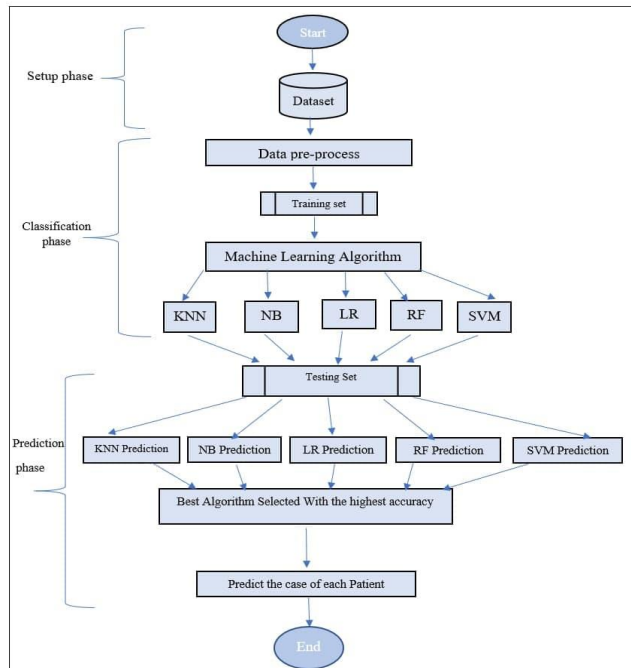 Start
Setup phase
Dataset
Data pre-process
Training set
Classification
phase
Machine Learning Algorithm
KNN
NB
LR
RF
SVM
Testing Set
Prediction
phase
KNN Prediction
NB Prediction
LR Prediction
RF Prediction
SVM Prediction
Best Algorithm Selected With the highest accuracy
Predict the case of each Patient
End